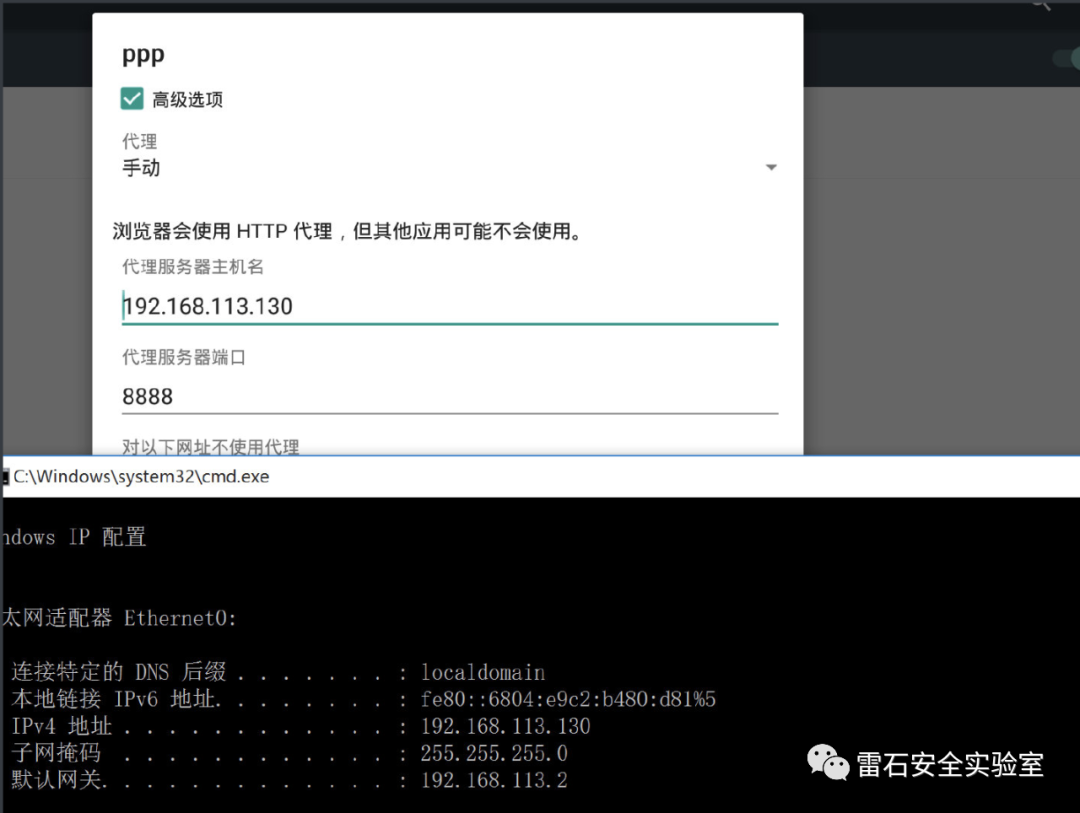 ppp
高级选项
代理
手动
浏览器会使用 HTTP 代理，但其他应用可能不会使用。
代理服务器主机名
192.168.113.130
代理服务器端口
8888
对以下网址不使用代理
C:\Windows\system32\cmd.exe
ndows IP 配置
太网适配器 Ethernet0:
连接特定的 DNS 后缀 . . . . . . . : localdomain
本地链接 IPv6 地址. . . . . . . . : fe80::6804:e9c2:b480:d81%5
IPv4 地址 . . . . . . . . . . . . : 192.168.113.130
子网掩码 . . . . . . . . . . . . : 255.255.255.0
默认网关. . . . . . . . . . . . . : 192.168.113.2
雷石安全实验室